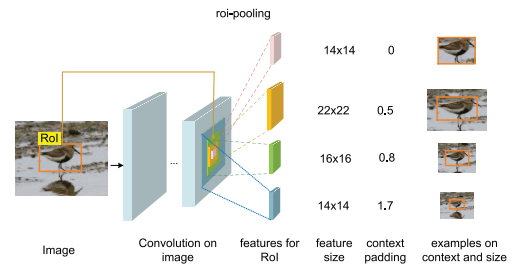 roi-pooling
14x14 0
22x22 0.5
RoI
16x16 0.8
...
14x14 1.7
Image
Convolution on
image
features for
RoI
feature
size
context
padding
examples on
context and size